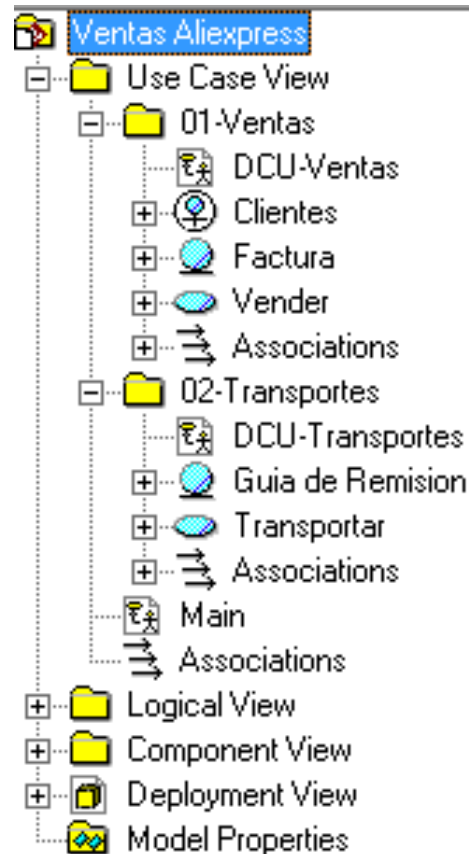 Ventas Aliexpress
Use Case View
01-Ventas
DCU-Ventas
Clientes
Factura
Vender
Associations
02-Transportes
DCU-Transportes
Guia de Remision
Transportar
Associations
Main
Associations
Logical View
Component View
Deployment View
Model Properties